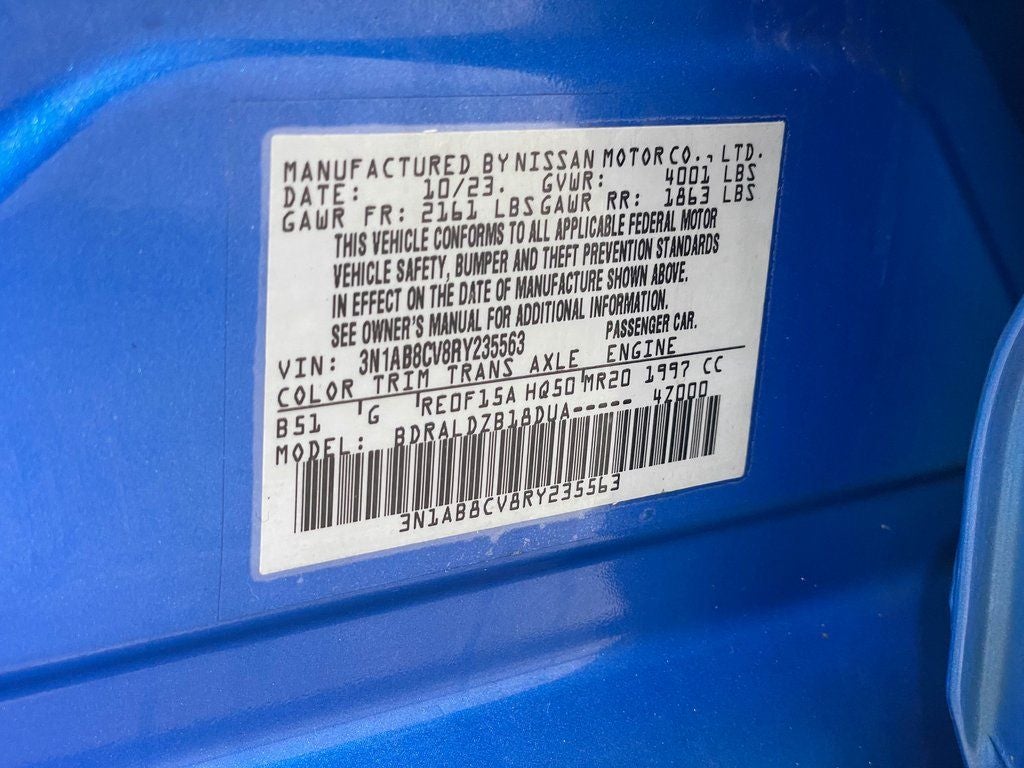 MANUFACTURED BY NISSAN MOTOR CO., LTD.
DATE: 10/23. GVWR: 4001 LBS
GAWR FR: 2161 LBS GAWR RR: 1863 LBS
THIS VEHICLE CONFORMS TO ALL APPLICABLE FEDERAL MOTOR
VEHICLE SAFETY, BUMPER AND THEFT PREVENTION STANDARDS
IN EFFECT ON THE DATE OF MANUFACTURE SHOWN ABOVE.
SEE OWNER'S MANUAL FOR ADDITIONAL INFORMATION.
VIN: 3N1AB8CV8RY235563 PASSENGER CAR.
COLOR TRIM TRANS AXLE ENGINE
B51 G RE0F15A HQ50 MR20 1997 CC
MODEL: BDRALDZB18DUA----- 4Z000
3N1AB8CV8RY235563